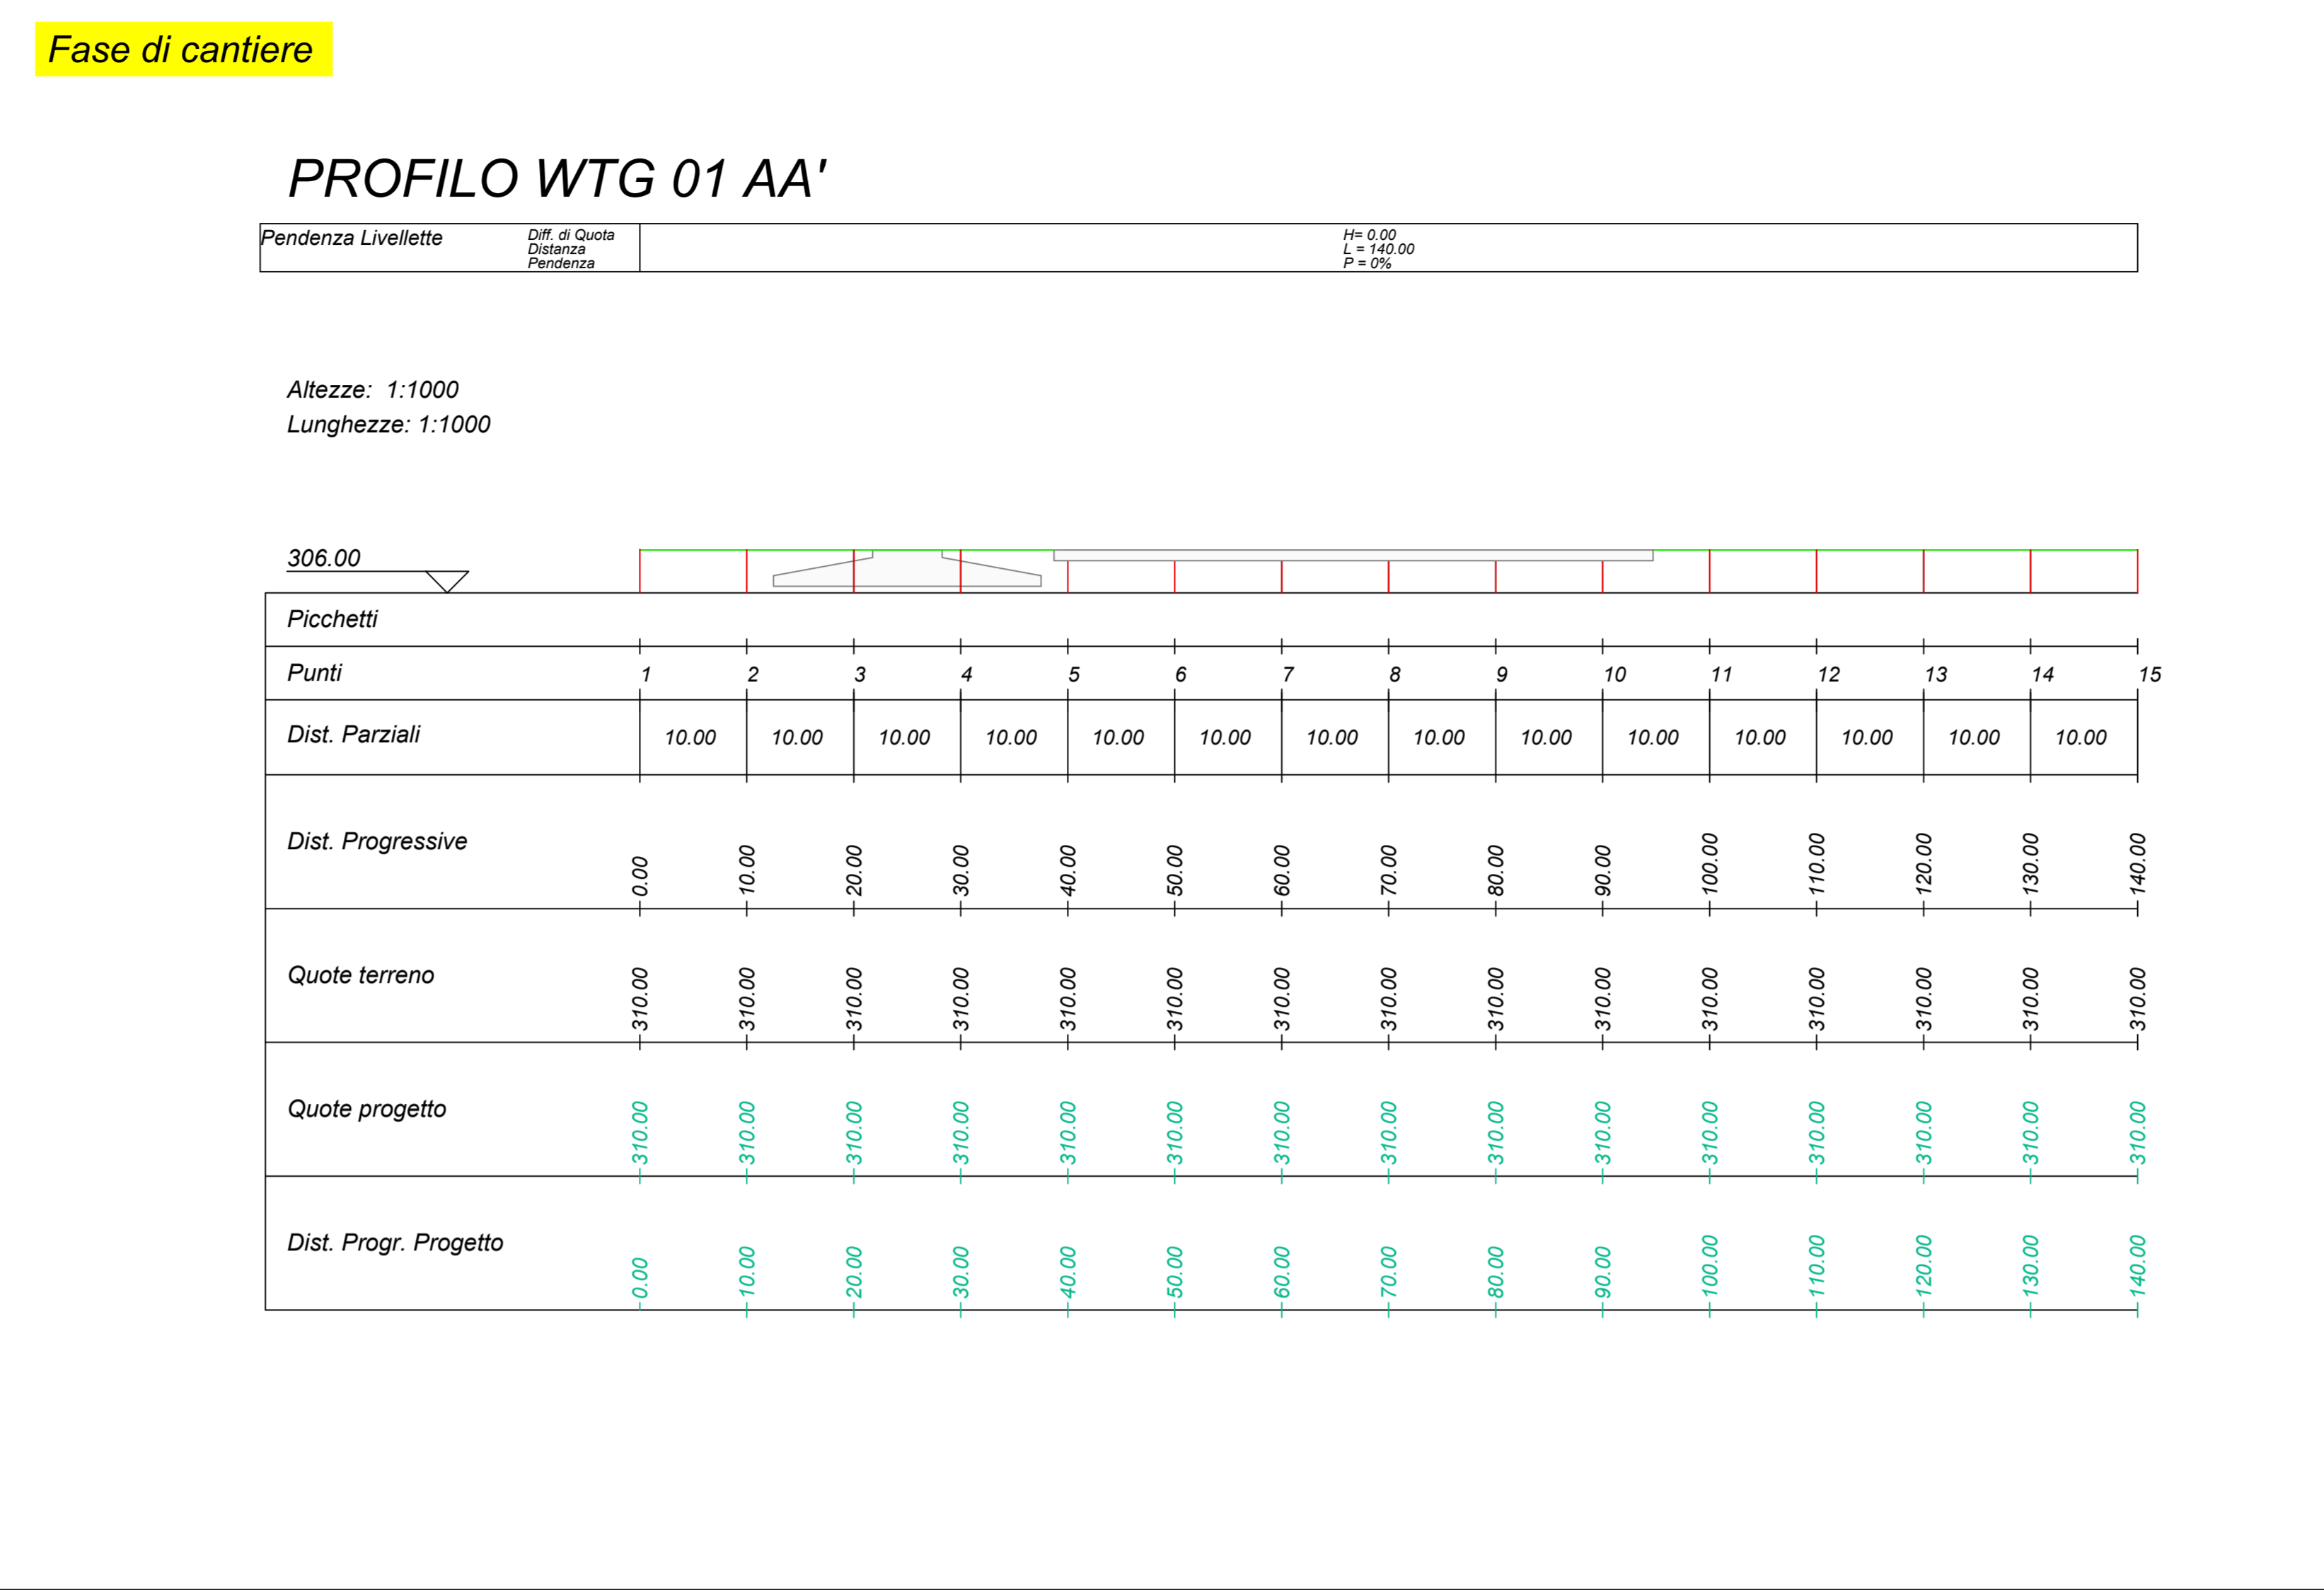 Fase di cantiere
PROFILO WTG 01 AA'
Pendenza Livellette
Diff. di Quota
Distanza
Pendenza
H= 0.00
L = 140.00
P = 0%
Altezze: 1:1000
Lunghezze: 1:1000
306.00
Picchetti
Punti 1 2 3 4 5 6 7 8 9 10 11 12 13 14 15
Dist. Parziali 10.00 10.00 10.00 10.00 10.00 10.00 10.00 10.00 10.00 10.00 10.00 10.00 10.00 10.00
Dist. Progressive 0.00 10.00 20.00 30.00 40.00 50.00 60.00 70.00 80.00 90.00 100.00 110.00 120.00 130.00 140.00
Quote terreno 310.00 310.00 310.00 310.00 310.00 310.00 310.00 310.00 310.00 310.00 310.00 310.00 310.00 310.00 310.00
Quote progetto 310.00 310.00 310.00 310.00 310.00 310.00 310.00 310.00 310.00 310.00 310.00 310.00 310.00 310.00 310.00
Dist. Progr. Progetto 0.00 10.00 20.00 30.00 40.00 50.00 60.00 70.00 80.00 90.00 100.00 110.00 120.00 130.00 140.00